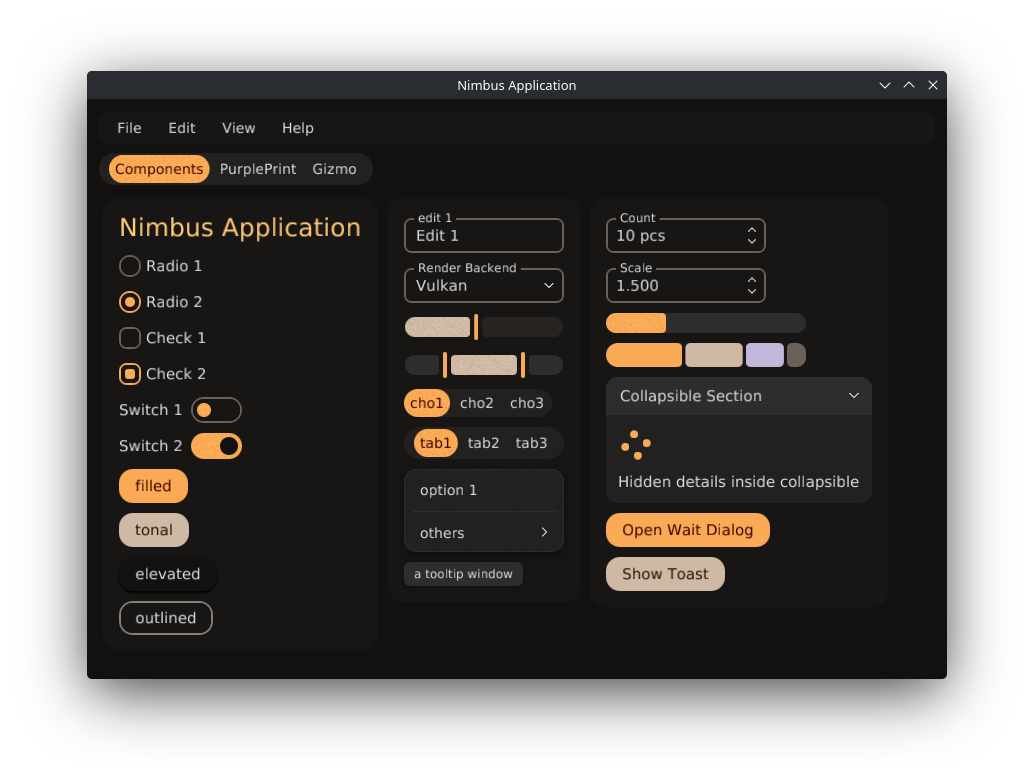 Nimbus Application
File Edit View Help
Components PurplePrint Gizmo
Nimbus Application
Radio 1
Radio 2
Check 1
Check 2
Switch 1
Switch 2
filled
tonal
elevated
outlined
edit 1
Edit 1
Render Backend
Vulkan
cho1 cho2 cho3
tab1 tab2 tab3
option 1
others
a tooltip window
Count
10 pcs
Scale
1.500
Collapsible Section
Hidden details inside collapsible
Open Wait Dialog
Show Toast